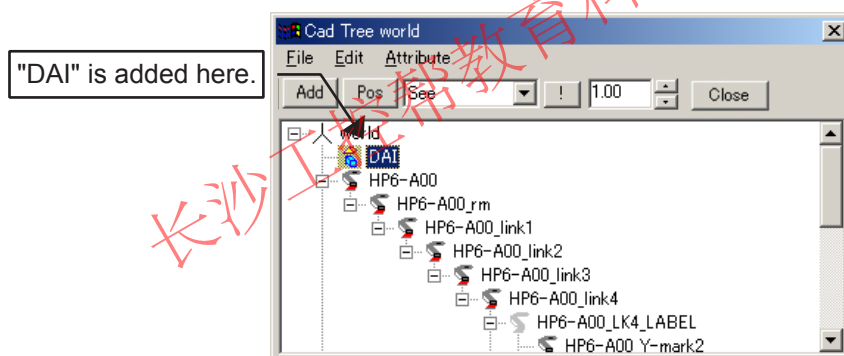 Cad Tree world
File Edit Attribute
"DAI" is added here.
Add Pos See ! 1.00 Close
world
DAI
HP6-A00
HP6-A00_rm
HP6-A00_link1
HP6-A00_link2
HP6-A00_link3
HP6-A00_link4
HP6-A00_LK4_LABEL
HP6-A00 Y-mark2
长沙工控帮教育科